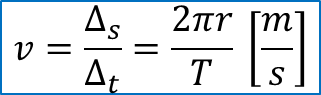 v = Δₛ/Δₜ = 2πr/T [m/s]